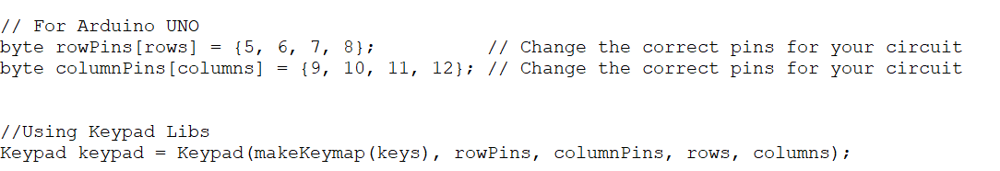 // For Arduino UNO
byte rowPins[rows] = {5, 6, 7, 8};          // Change the correct pins for your circuit
byte columnPins[columns] = {9, 10, 11, 12}; // Change the correct pins for your circuit
//Using Keypad Libs
Keypad keypad = Keypad(makeKeymap(keys), rowPins, columnPins, rows, columns);